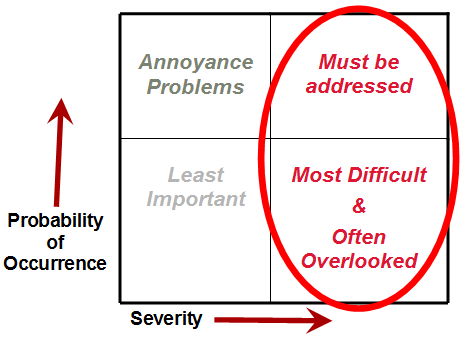 Annoyance
Problems
Must be
addressed
Least
Important
Most Difficult
&
Often
Overlooked
Probability
of
Occurrence
Severity